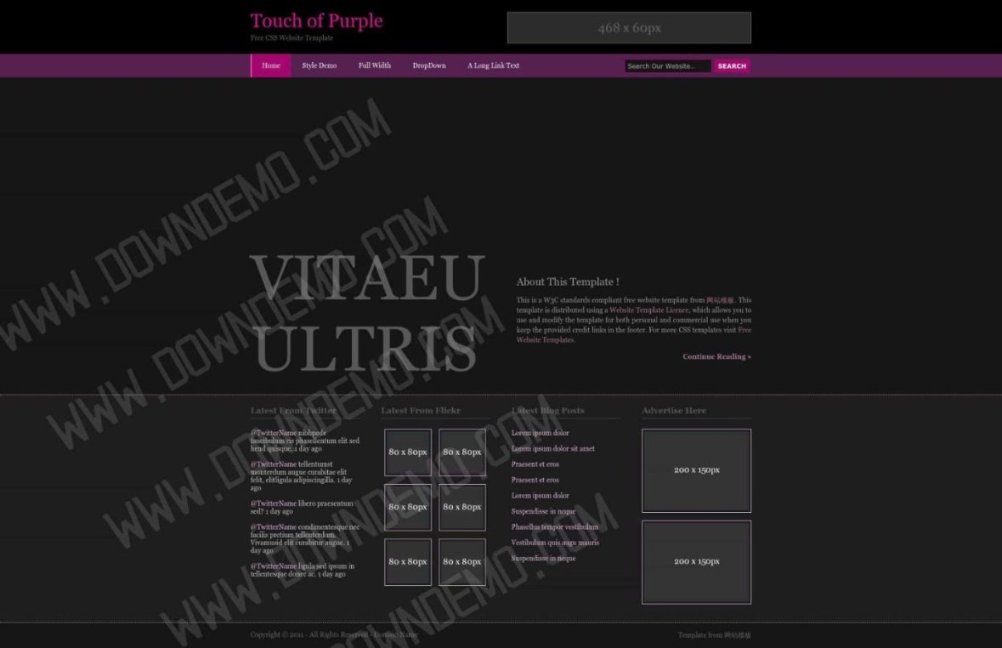 Touch of Purple
Free CSS Website Template
468 x 60px
Home
Style Demo
Full Width
DropDown
A Long Link Text
Search Our Website...
SEARCH
VITAEU
ULTRIS
About This Template !
This is a W3C standards compliant free website template from 网站模板. This
template is distributed using a Website Template Licence, which allows you to
use and modify the template for both personal and commercial use when you
keep the provided credit links in the footer. For more CSS templates visit Free
Website Templates.
Continue Reading »
Latest From Twitter
@TwitterName
vestibulum ris phasellentum elit sed
hend quisque. 1 day ago
@TwitterName tellentumst
monterdum augue curabitae elit
felit, elitligula adipiscingilla. 1 day
ago
@TwitterName libero praesentum
sed? 1 day ago
@TwitterName condimentesque nec
facilis pretium tellentesdum.
Vivamusid elit curabitur augue. 1
day ago
@TwitterName ligula sed ipsum in
tellentesque donec ac. 1 day ago
Latest From Flickr
80 x 80px
80 x 80px
80 x 80px
80 x 80px
80 x 80px
80 x 80px
Latest Blog Posts
Lorem ipsum dolor
Lorem ipsum dolor sit amet
Praesent et eros
Praesent et eros
Lorem ipsum dolor
Suspendisse in neque
Phasellus tempor vestibulum
Vestibulum quis augu mauris
Suspendisse in neque
Advertise Here
200 x 150px
200 x 150px
Copyright © 2011 - All Rights Reserved - Domain Name
Template from 网站模板
WWW.DOWNDEMO.COM
WWW.DOWNDEMO.COM
WWW.DOWNDEMO.COM
WWW.DOWNDEMO.COM
WWW.DOWNDEMO.COM